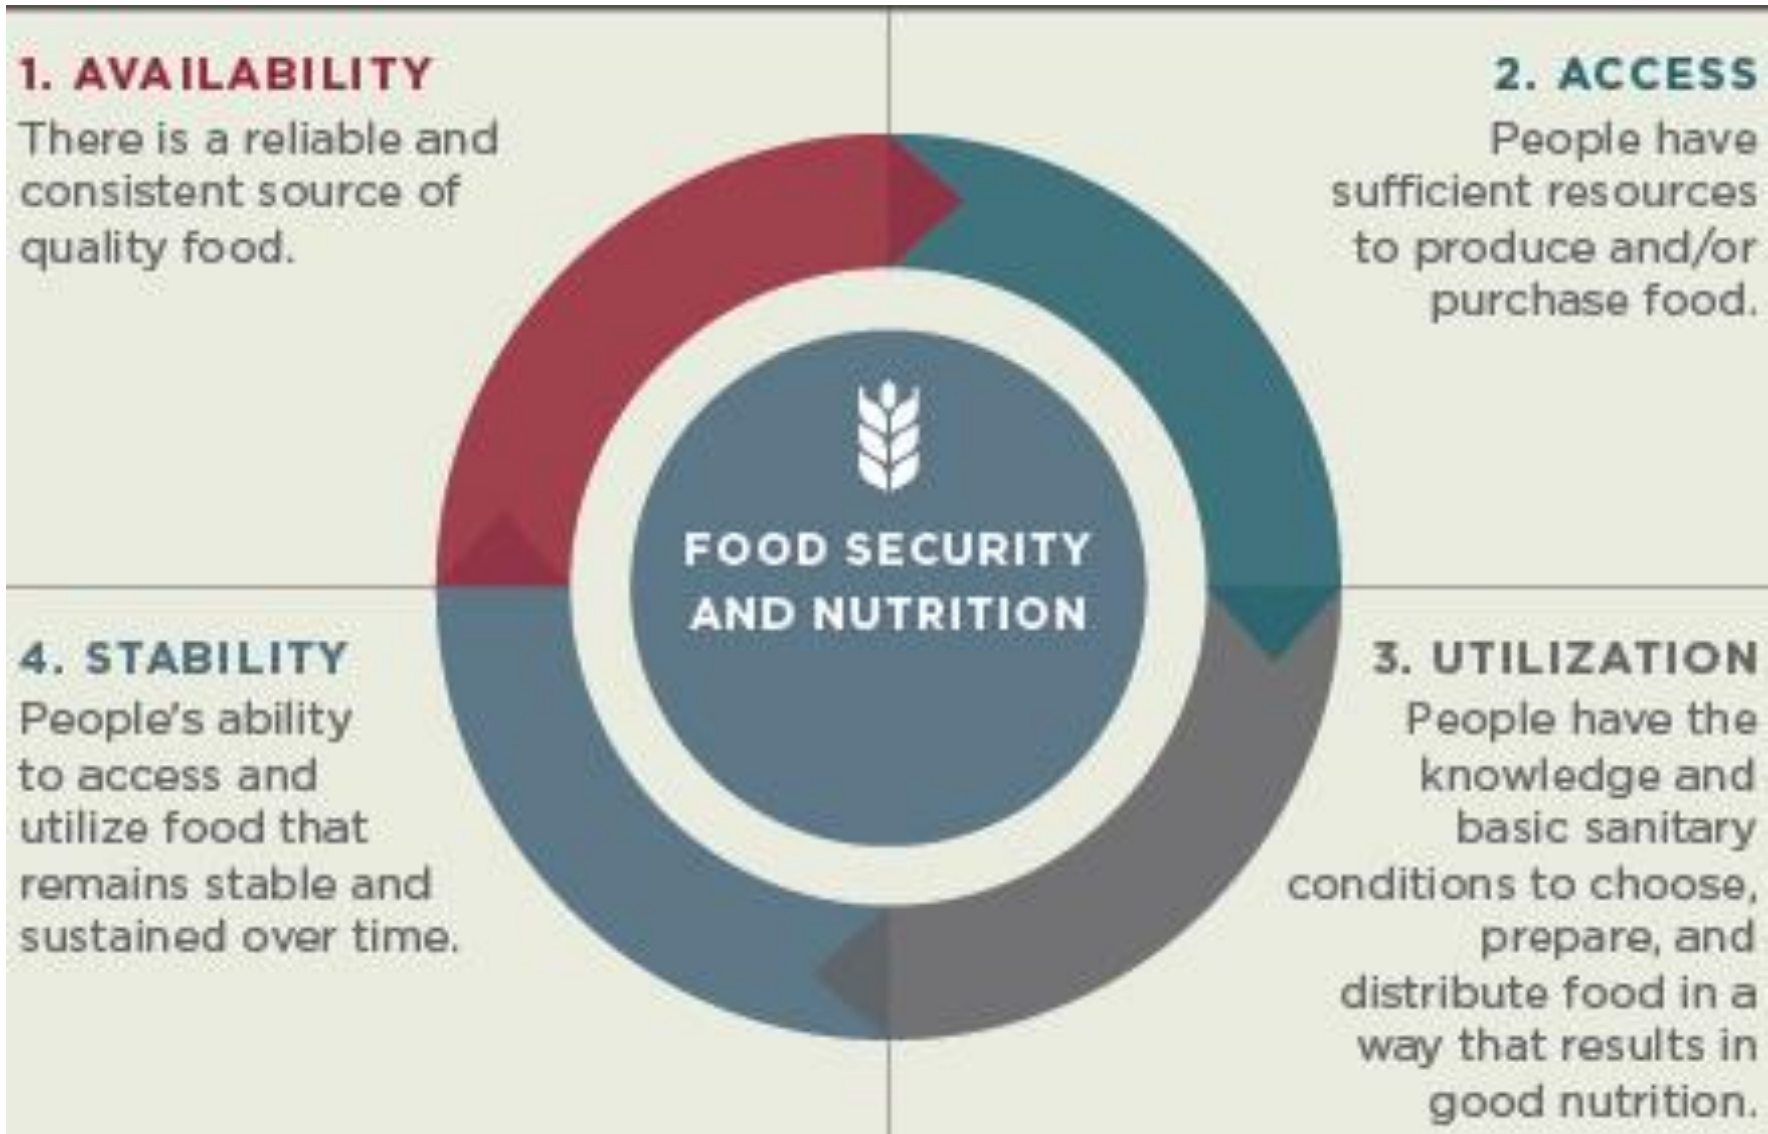 1. AVAILABILITY
There is a reliable and
consistent source of
quality food.
2. ACCESS
People have
sufficient resources
to produce and/or
purchase food.
FOOD SECURITY
AND NUTRITION
3. UTILIZATION
People have the
knowledge and
basic sanitary
conditions to choose,
prepare, and
distribute food in a
way that results in
good nutrition.
4. STABILITY
People's ability
to access and
utilize food that
remains stable and
sustained over time.